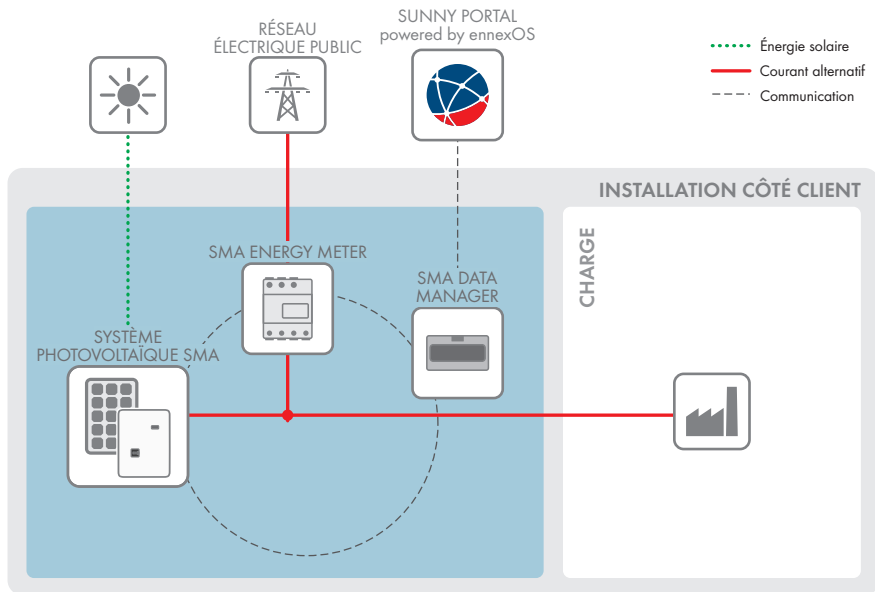 RÉSEAU
ÉLECTRIQUE PUBLIC
SUNNY PORTAL
powered by ennexOS
Énergie solaire
Courant alternatif
Communication
INSTALLATION CÔTÉ CLIENT
SMA ENERGY METER
SMA DATA
MANAGER
CHARGE
SYSTÈME
PHOTOVOLTAÏQUE SMA